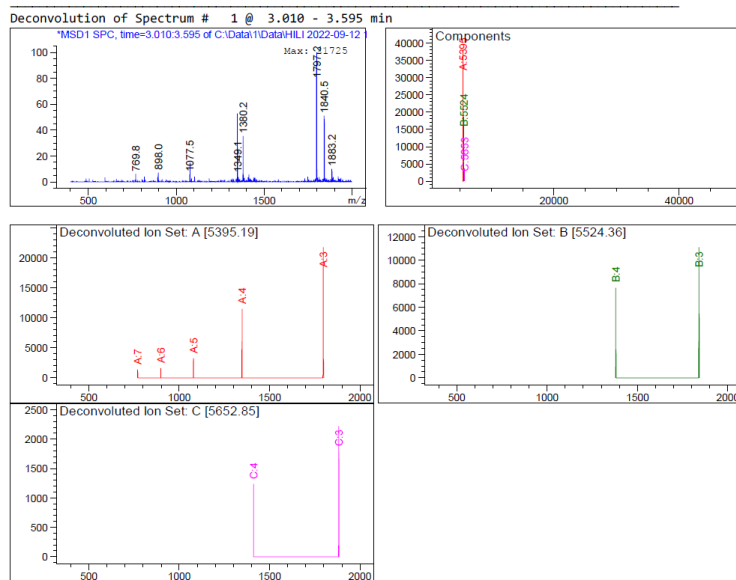 Deconvolution of Spectrum # 1 @ 3.010 - 3.595 min
*MSD1 SPC, time=3.010:3.595 of C:\Data\1\Data\HILI 2022-09-12 1
Max: 21725
100
80
60
40
20
0
769.8
898.0
1077.5
1349.1
1380.2
1797.2
1840.5
1883.2
500
1000
1500
m/z
Components
40000
35000
30000
25000
20000
15000
10000
5000
0
A:5395
B:5524
C:5653
20000
40000
Deconvoluted Ion Set: A [5395.19]
20000
15000
10000
5000
0
A:7
A:6
A:5
A:4
A:3
500
1000
1500
2000
Deconvoluted Ion Set: B [5524.36]
12000
10000
8000
6000
4000
2000
0
B:4
B:3
500
1000
1500
2000
Deconvoluted Ion Set: C [5652.85]
2500
2000
1500
1000
500
0
C:4
C:3
500
1000
1500
2000